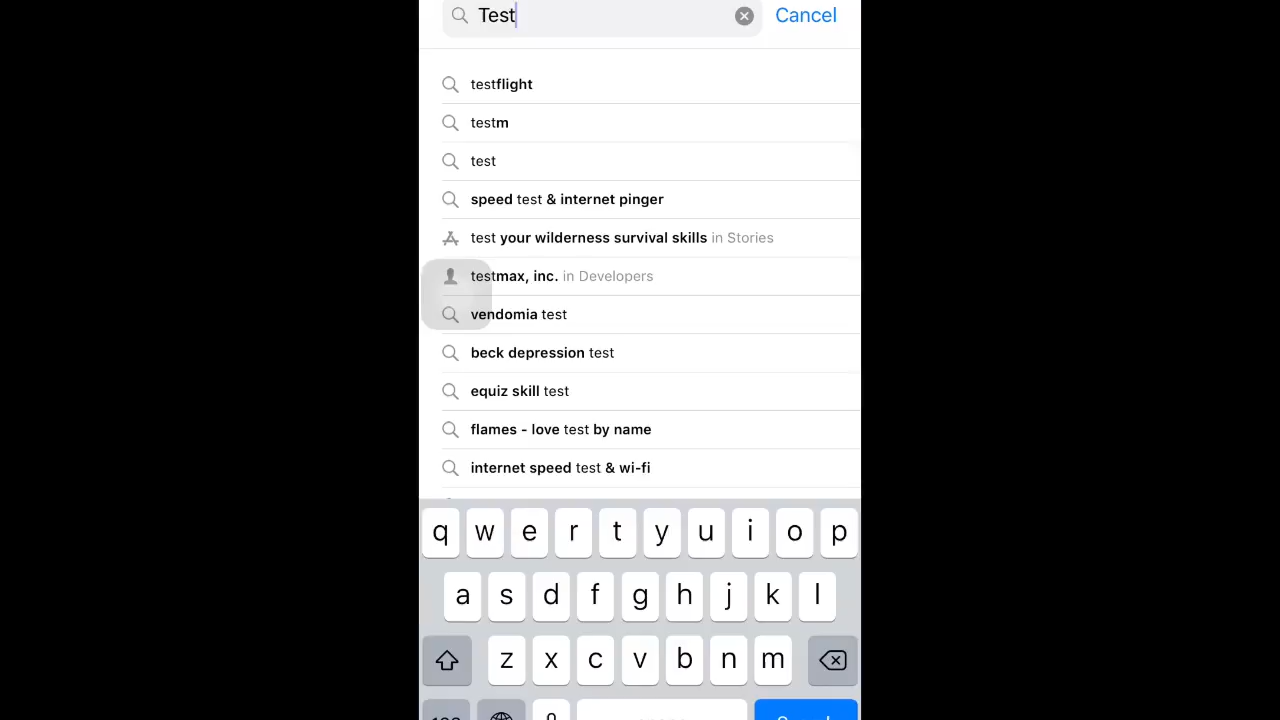 Test Cancel
testflight
testm
test
speed test & internet pinger
test your wilderness survival skills in Stories
testmax, inc. in Developers
vendomia test
beck depression test
equiz skill test
flames - love test by name
internet speed test & wi-fi
q w e r t y u i o p
a s d f g h j k l
z x c v b n m